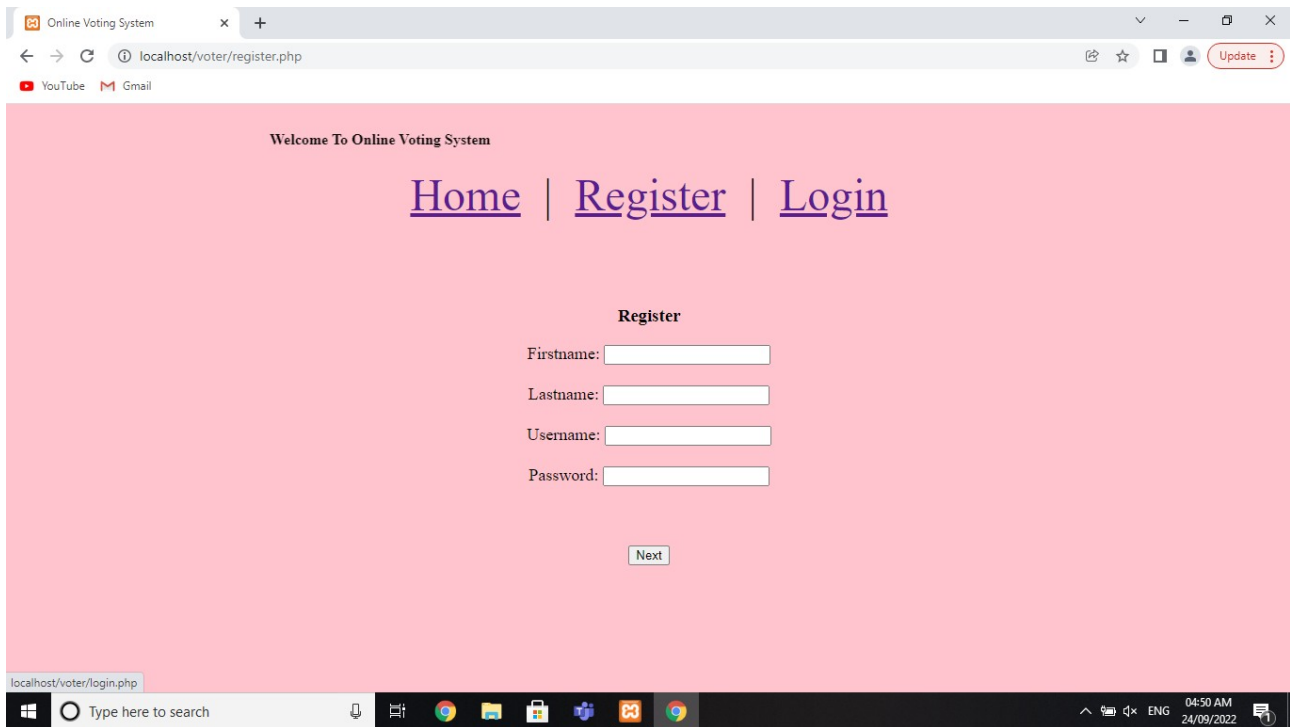 Online Voting System
localhost/voter/register.php
Update
YouTube Gmail
Welcome To Online Voting System
Home | Register | Login
Register
Firstname:
Lastname:
Username:
Password:
Next
localhost/voter/login.php
Type here to search
ENG
04:50 AM
24/09/2022
1